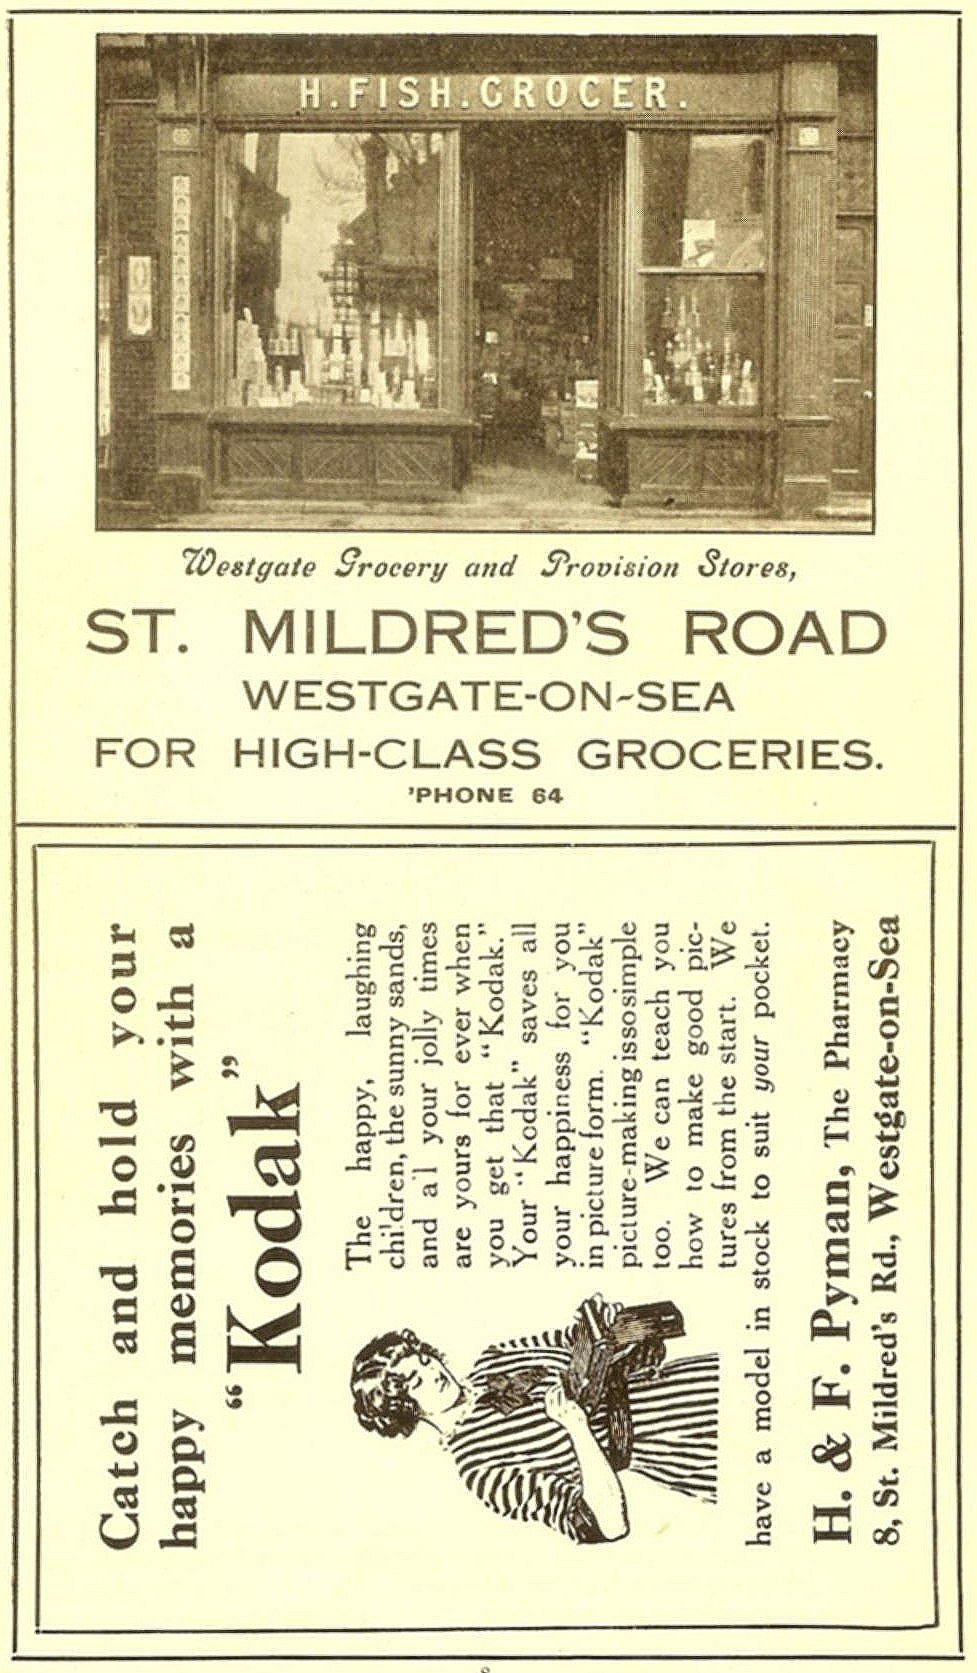 H. FISH. GROCER.
Westgate Grocery and Provision Stores,
ST. MILDRED'S ROAD
WESTGATE-ON-SEA
FOR HIGH-CLASS GROCERIES.
'PHONE 64
Catch and hold your
happy memories with a
“Kodak”
The happy, laughing
children, the sunny sands,
and all your jolly times
are yours for ever when
you get that “Kodak.”
Your “Kodak” saves all
your happiness for you
in picture form. “Kodak”
picture-making is so simple
too. We can teach you
how to make good pic-
tures from the start. We
have a model in stock to suit your pocket.
H. & F. Pyman, The Pharmacy
8, St. Mildred's Rd., Westgate-on-Sea